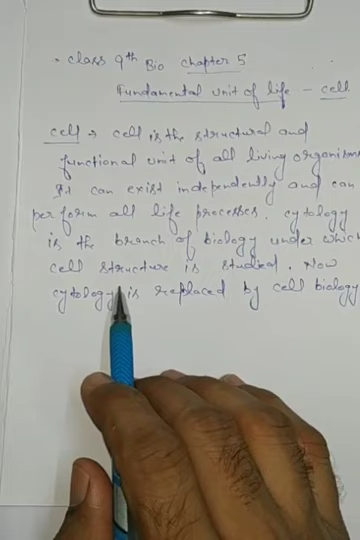 • Class 9th Bio Chapter 5
Fundamental unit of life - cell
cell → cell is the structural and
functional unit of all living organisms
It can exist independently and can
perform all life processes. cytology
is the branch of biology under which
cell structure is studied. Now
cytology is replaced by cell biology